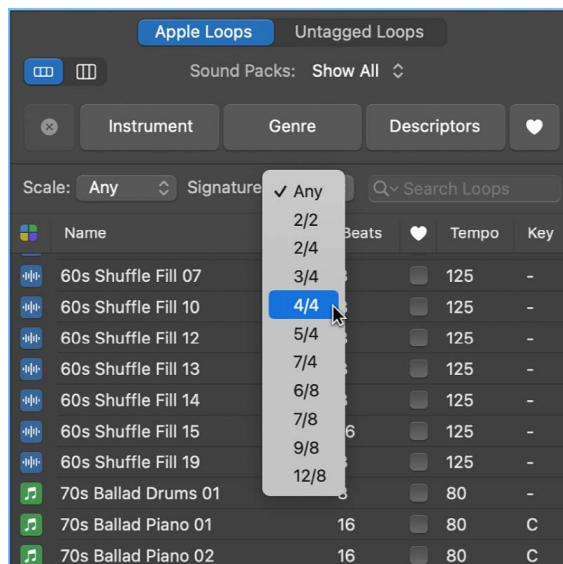 Apple Loops Untagged Loops
Sound Packs: Show All
Instrument Genre Descriptors
Scale: Any Signature Any Search Loops
2/2
Name Beats Tempo Key
2/4
60s Shuffle Fill 07 3/4 125 -
60s Shuffle Fill 10 4/4 125 -
60s Shuffle Fill 12 5/4 125 -
60s Shuffle Fill 13 7/4 125 -
60s Shuffle Fill 14 6/8 125 -
60s Shuffle Fill 15 7/8 6 125 -
60s Shuffle Fill 19 9/8 125 -
12/8
70s Ballad Drums 01 8 80 -
70s Ballad Piano 01 16 80 C
70s Ballad Piano 02 16 80 C